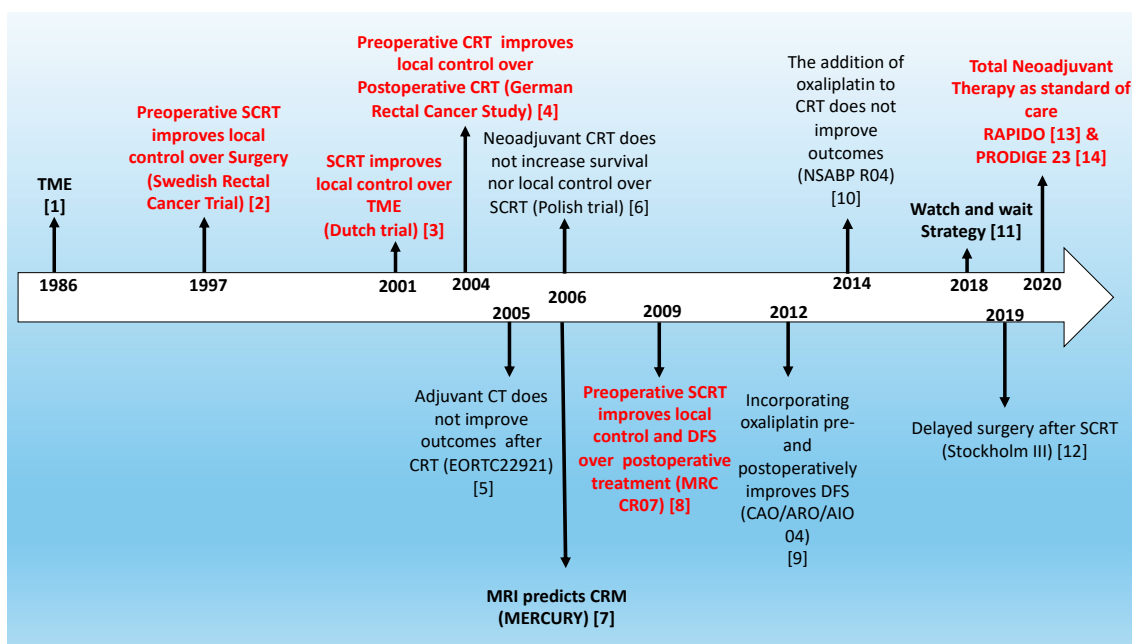 TME
[1]
1986
Preoperative SCRT
improves local
control over Surgery
(Swedish Rectal
Cancer Trial) [2]
1997
SCRT improves
local control over
TME
(Dutch trial) [3]
2001
Preoperative CRT improves
local control over
Postoperative CRT (German
Rectal Cancer Study) [4]
2004
2005
Adjuvant CT does
not improve
outcomes after
CRT (EORTC22921)
[5]
Neoadjuvant CRT does
not increase survival
nor local control over
SCRT (Polish trial) [6]
2006
MRI predicts CRM
(MERCURY) [7]
2009
Preoperative SCRT
improves local
control and DFS
over postoperative
treatment (MRC
CR07) [8]
2012
Incorporating
oxaliplatin pre-
and
postoperatively
improves DFS
(CAO/ARO/AIO
04)
[9]
The addition of
oxaliplatin to
CRT does not
improve
outcomes
(NSABP R04)
[10]
2014
Watch and wait
Strategy [11]
2018
2019
Delayed surgery after SCRT
(Stockholm III) [12]
Total Neoadjuvant
Therapy as standard of
care
RAPIDO [13] &
PRODIGE 23 [14]
2020